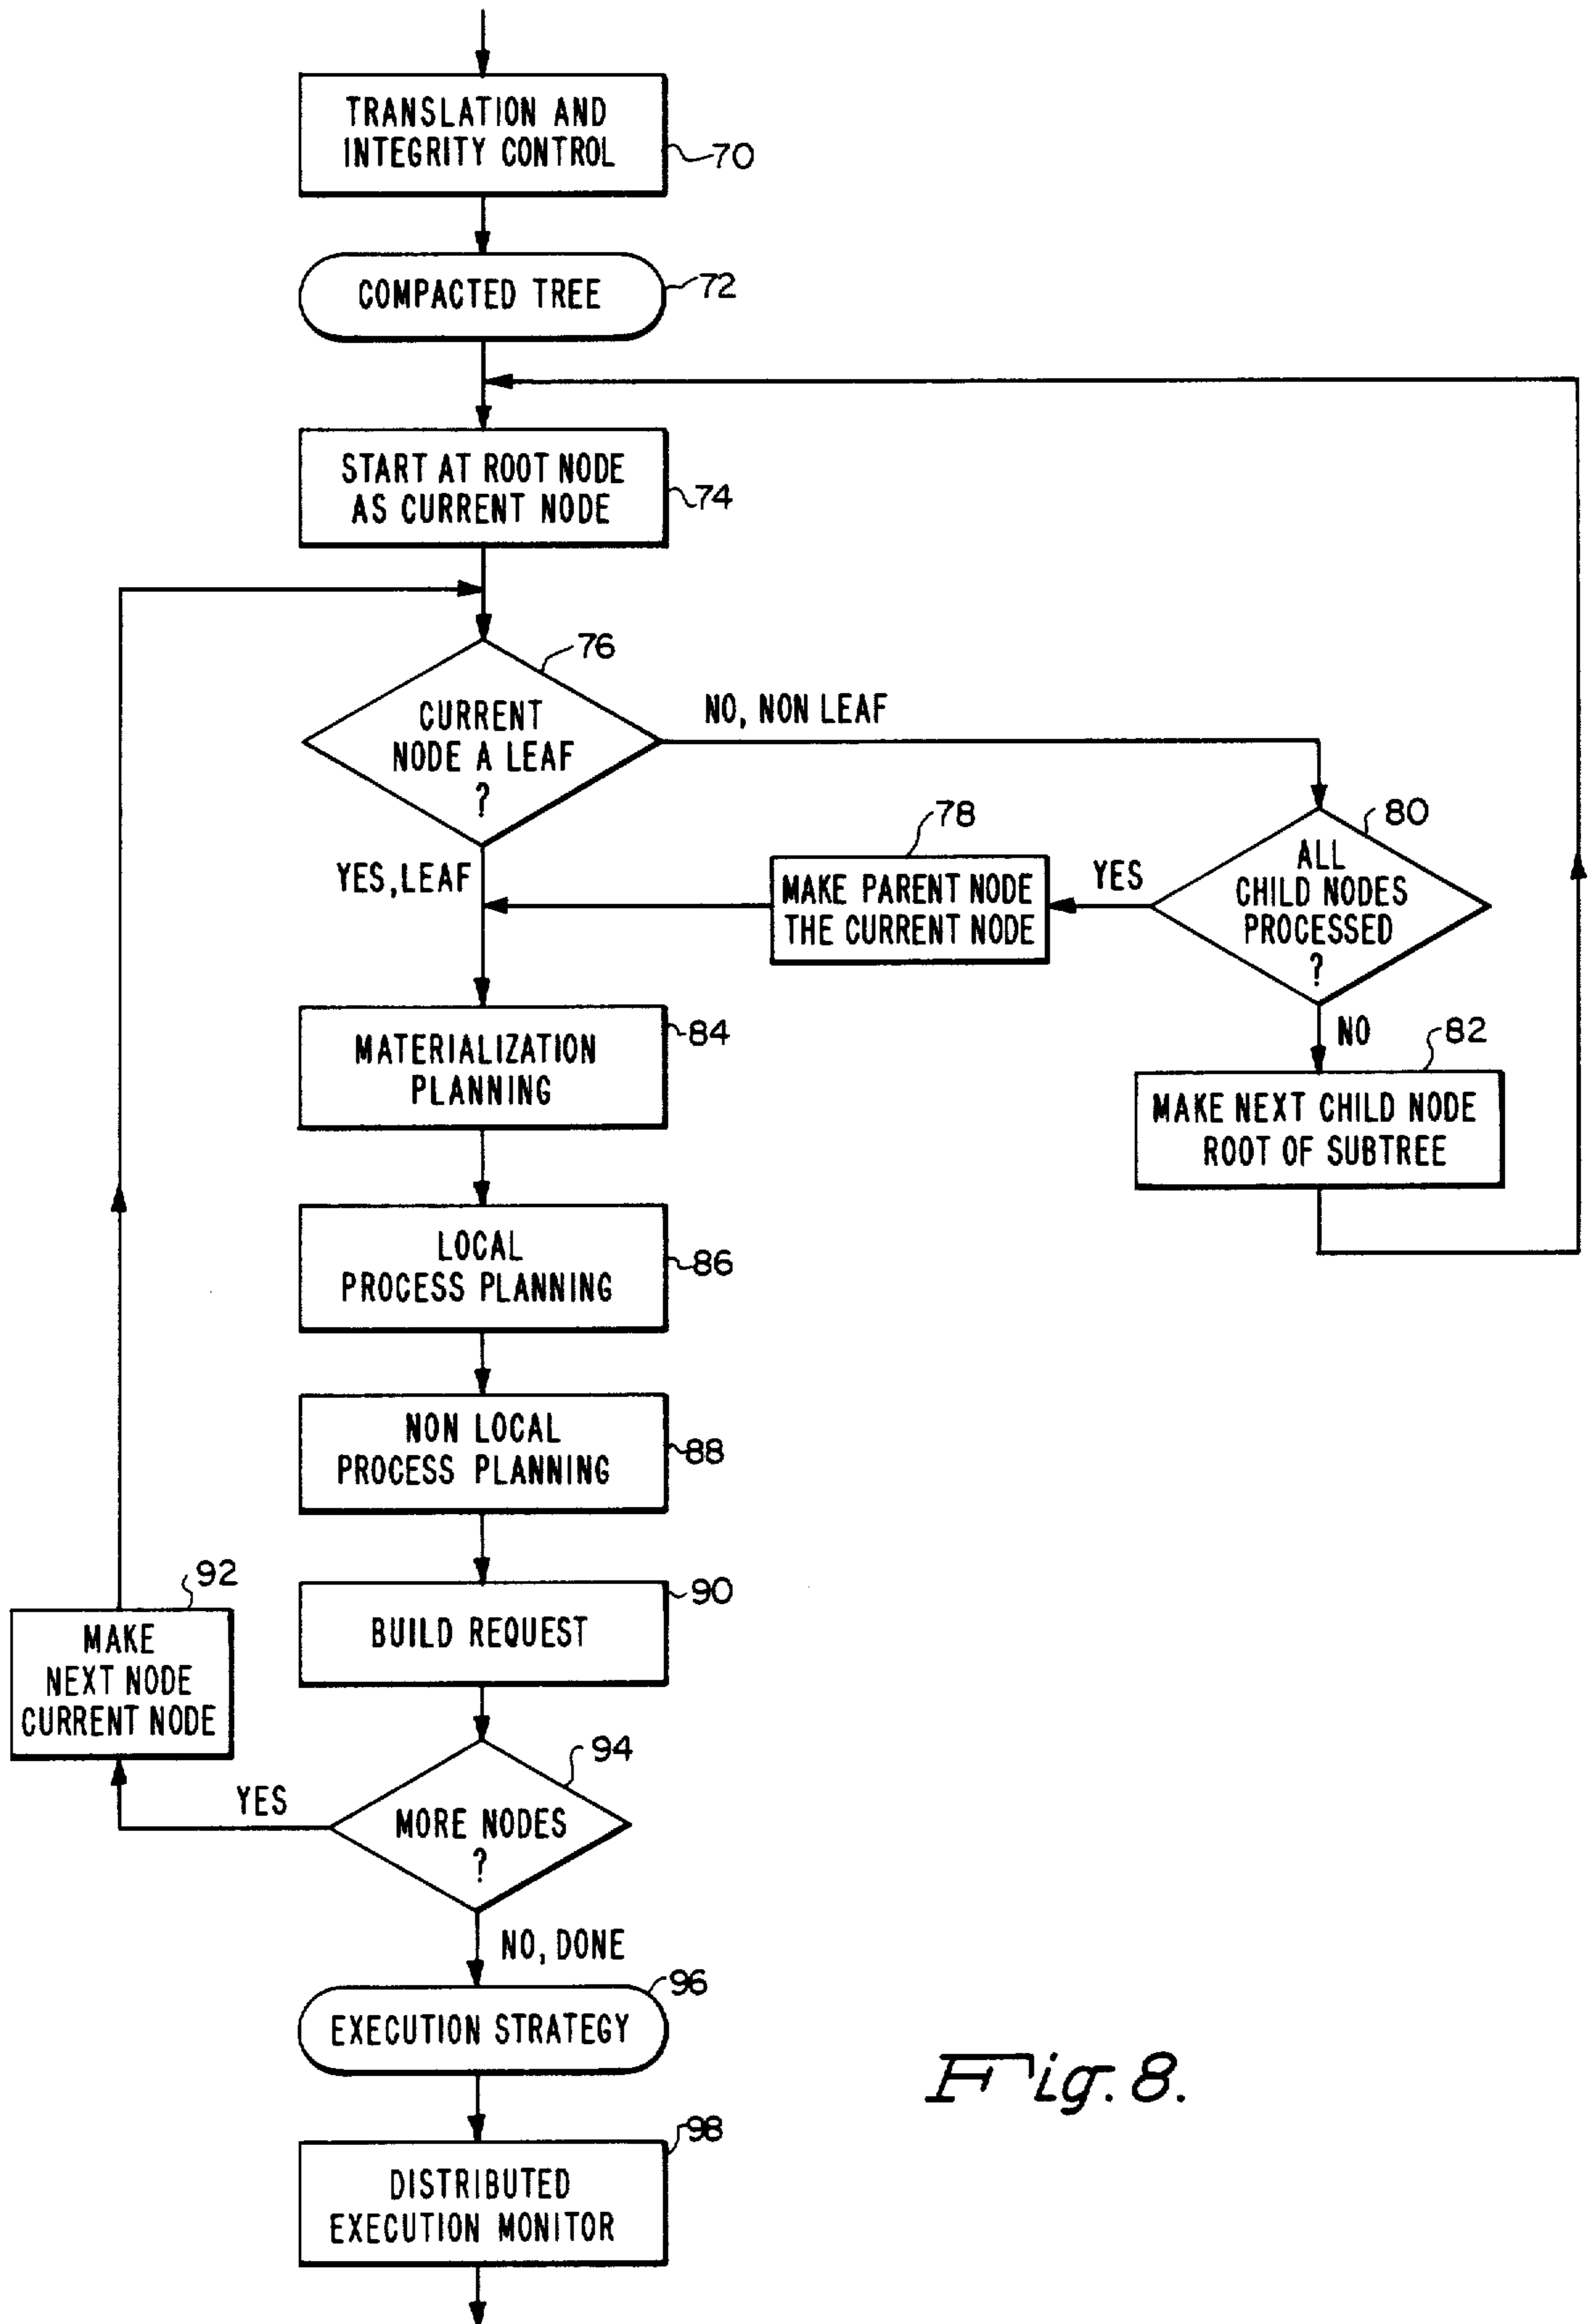 TRANSLATION AND
INTEGRITY CONTROL
70
COMPACTED TREE
72
START AT ROOT NODE
AS CURRENT NODE
74
76
CURRENT
NODE A LEAF
?
NO, NON LEAF
YES, LEAF
78
MAKE PARENT NODE
THE CURRENT NODE
YES
80
ALL
CHILD NODES
PROCESSED
?
NO
82
MAKE NEXT CHILD NODE
ROOT OF SUBTREE
84
MATERIALIZATION
PLANNING
LOCAL
PROCESS PLANNING
86
NON LOCAL
PROCESS PLANNING
88
90
BUILD REQUEST
92
MAKE
NEXT NODE
CURRENT NODE
94
MORE NODES
?
YES
NO, DONE
96
EXECUTION STRATEGY
98
DISTRIBUTED
EXECUTION MONITOR
Fig. 8.